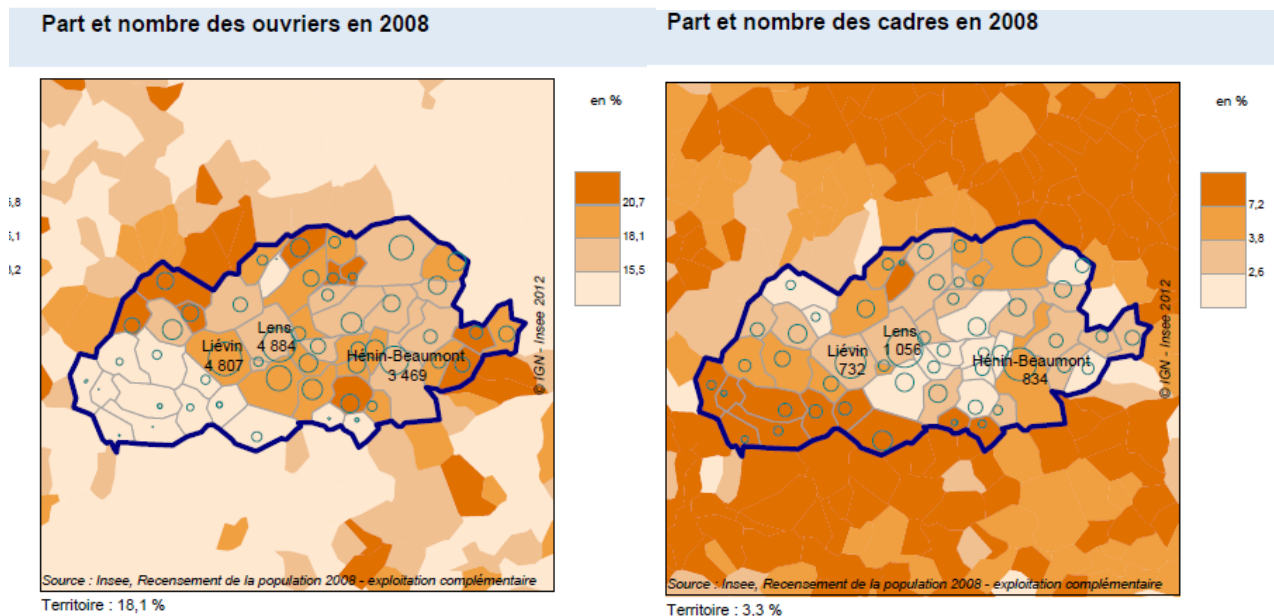 Part et nombre des ouvriers en 2008
en %
20,7
18,1
15,5
Lens
4 884
Liévin
4 807
Hénin-Beaumont
3 469
© IGN - Insee 2012
Source : Insee, Recensement de la population 2008 - exploitation complémentaire
Territoire : 18,1 %
Part et nombre des cadres en 2008
en %
7,2
3,8
2,6
Lens
1 056
Liévin
732
Hénin-Beaumont
834
© IGN - Insee 2012
Source : Insee, Recensement de la population 2008 - exploitation complémentaire
Territoire : 3,3 %